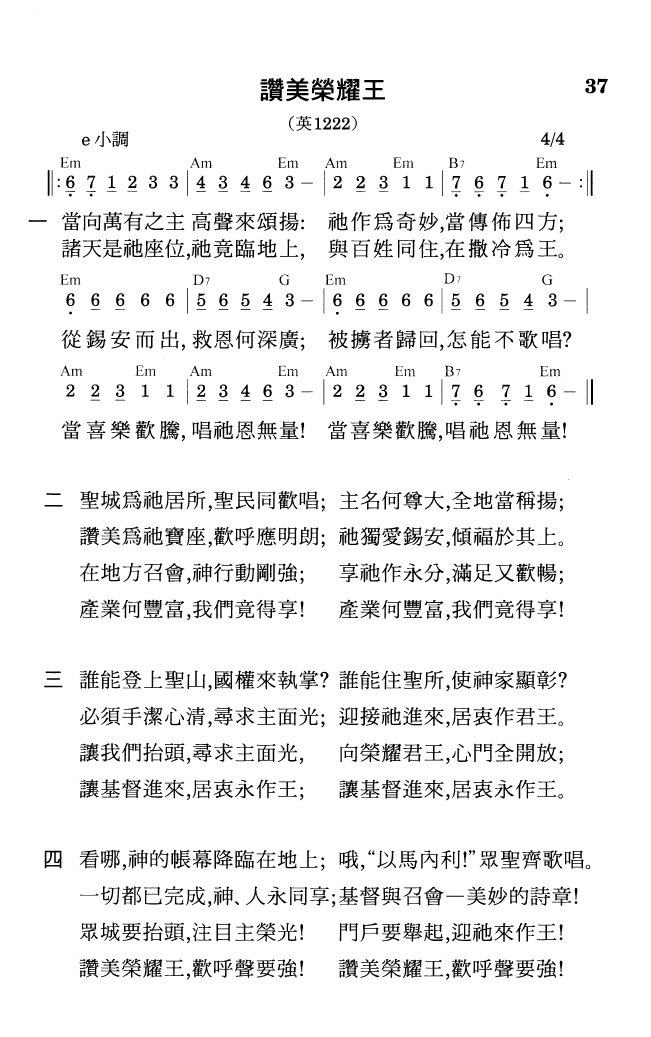 讚美榮耀王
37
（英1222）
e小調 4/4
Em Am Em Am Em B7 Em
‖: 6 7 1 2 3 3 | 4 3 4 6 3 – | 2 2 3 1 1 | 7 6 7 1 6 – :‖
一 當向萬有之主 高聲來頌揚: 祂作爲奇妙,當傳佈四方;
諸天是祂座位,祂竟臨地上, 與百姓同住,在撒冷爲王。
Em D7 G Em D7 G
6 6 6 6 6 | 5 6 5 4 3 – | 6 6 6 6 6 | 5 6 5 4 3 – |
從錫安而出, 救恩何深廣; 被擄者歸回,怎能不歌唱?
Am Em Am Em Am Em B7 Em
2 2 3 1 1 | 2 3 4 6 3 – | 2 2 3 1 1 | 7 6 7 1 6 – ‖
當喜樂歡騰, 唱祂恩無量! 當喜樂歡騰,唱祂恩無量!
二 聖城爲祂居所,聖民同歡唱; 主名何尊大,全地當稱揚;
讚美爲祂寶座,歡呼應明朗; 祂獨愛錫安,傾福於其上。
在地方召會,神行動剛強; 享祂作永分,滿足又歡暢;
產業何豐富,我們竟得享! 產業何豐富,我們竟得享!
三 誰能登上聖山,國權來執掌? 誰能住聖所,使神家顯彰?
必須手潔心清,尋求主面光; 迎接祂進來,居衷作君王。
讓我們抬頭,尋求主面光, 向榮耀君王,心門全開放;
讓基督進來,居衷永作王; 讓基督進來,居衷永作王。
四 看哪,神的帳幕降臨在地上; 哦,“以馬內利!”眾聖齊歌唱。
一切都已完成,神、人永同享;基督與召會—美妙的詩章!
眾城要抬頭,注目主榮光! 門戶要舉起,迎祂來作王!
讚美榮耀王,歡呼聲要強! 讚美榮耀王,歡呼聲要強!